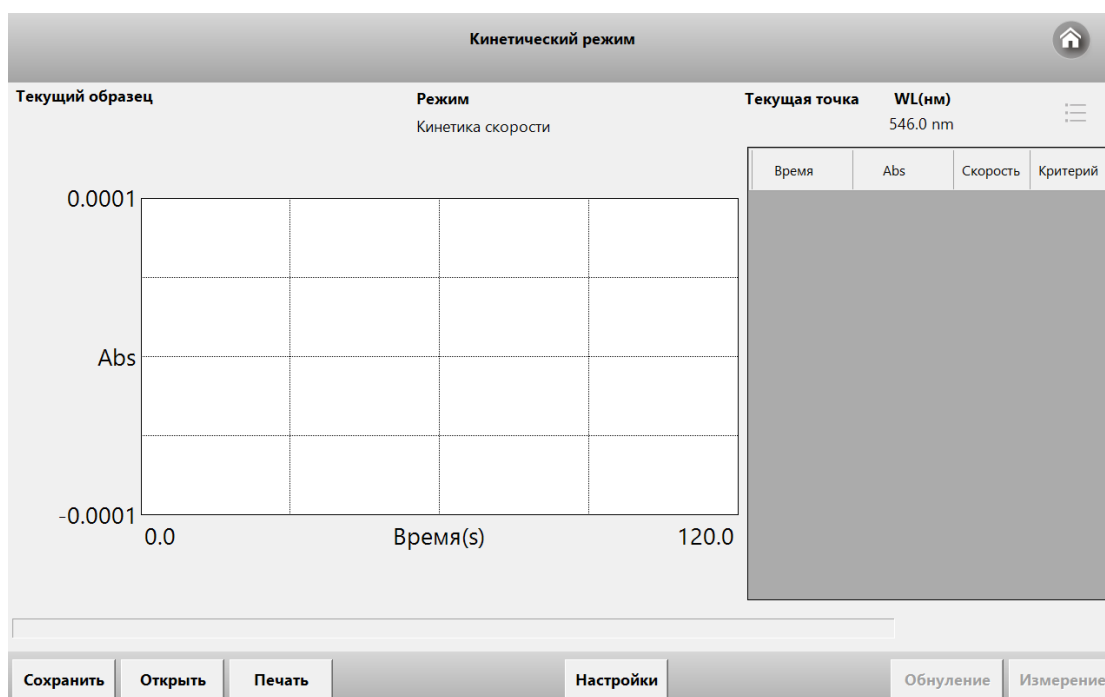 Кинетический режим
Текущий образец
Режим
Текущая точка
WL(нм)
Кинетика скорости
546.0 nm
Время Abs Скорость Критерий
0.0001
Abs
-0.0001
0.0 Время(s) 120.0
Сохранить Открыть Печать Настройки Обнуление Измерение